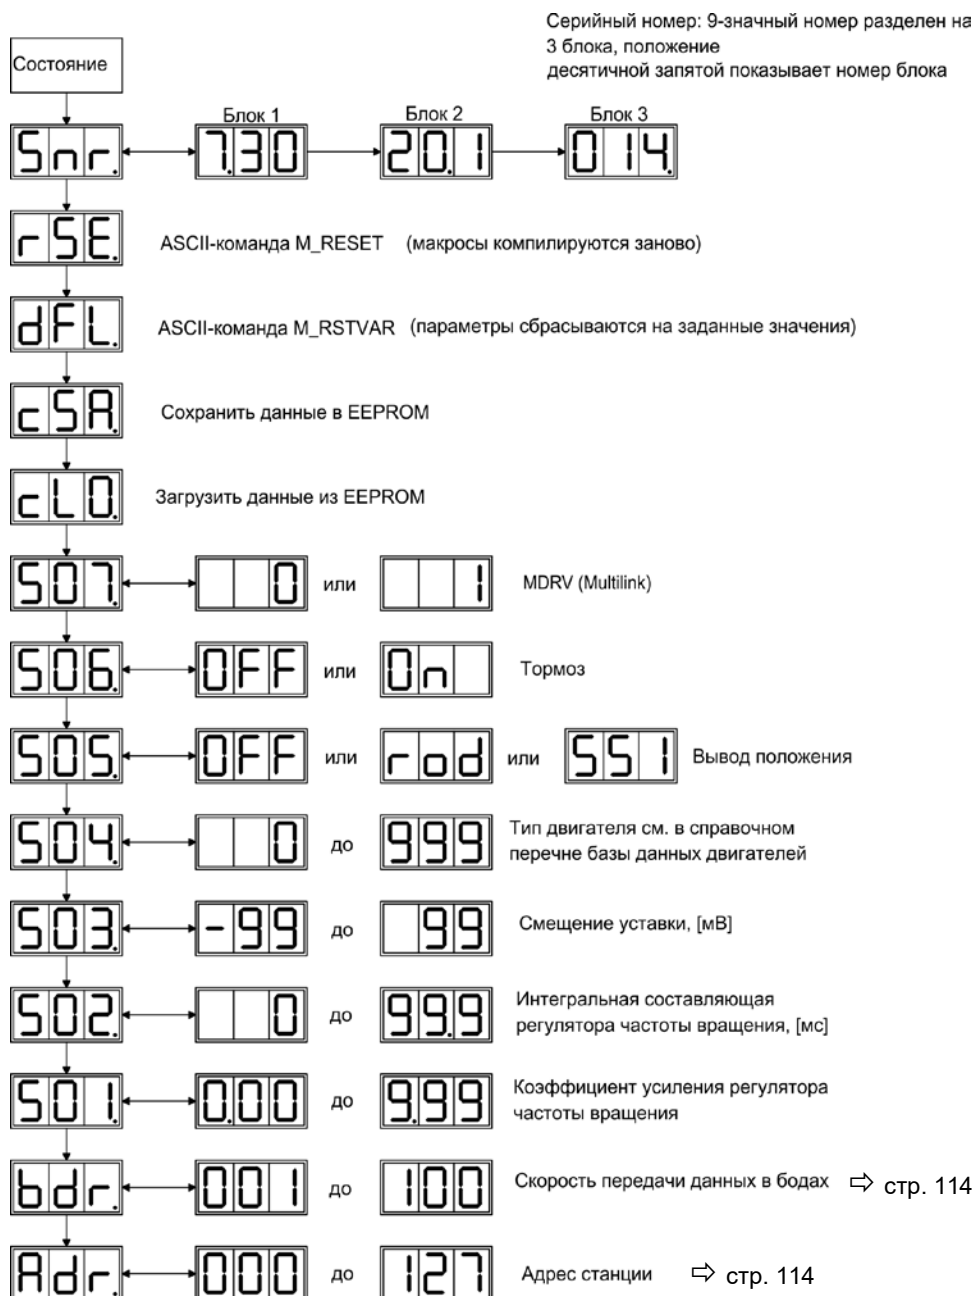 Серийный номер: 9-значный номер разделен на
3 блока, положение
десятичной запятой показывает номер блока
Состояние
Блок 1 Блок 2 Блок 3
Snr. 7.30 20.1 014
rSE. ASCII-команда M_RESET (макросы компилируются заново)
dFL. ASCII-команда M_RSTVAR (параметры сбрасываются на заданные значения)
cSA. Сохранить данные в EEPROM
cLO. Загрузить данные из EEPROM
S07. 0 или 1 MDRV (Multilink)
S06. OFF или On Тормоз
S05. OFF или rod или SSI Вывод положения
S04. 0 до 999 Тип двигателя см. в справочном
перечне базы данных двигателей
S03. -99 до 99 Смещение уставки, [мВ]
S02. 0 до 99.9 Интегральная составляющая
регулятора частоты вращения, [мс]
S01. 0.00 до 9.99 Коэффициент усиления регулятора
частоты вращения
bdr. 001 до 100 Скорость передачи данных в бодах ⇨ стр. 114
Adr. 000 до 127 Адрес станции ⇨ стр. 114